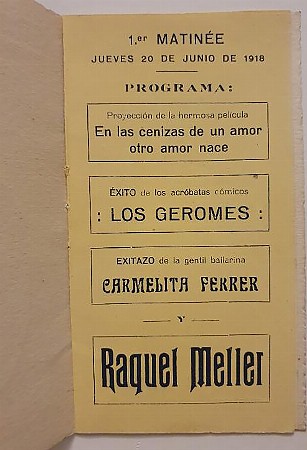 1.er MATINÉE
JUEVES 20 DE JUNIO DE 1918
PROGRAMA:
Proyección de la hermosa película
En las cenizas de un amor
otro amor nace
ÉXITO de los acróbatas cómicos
: LOS GEROMES :
EXITAZO de la gentil bailarina
CARMELITA FERRER
Y
Raquel Meller